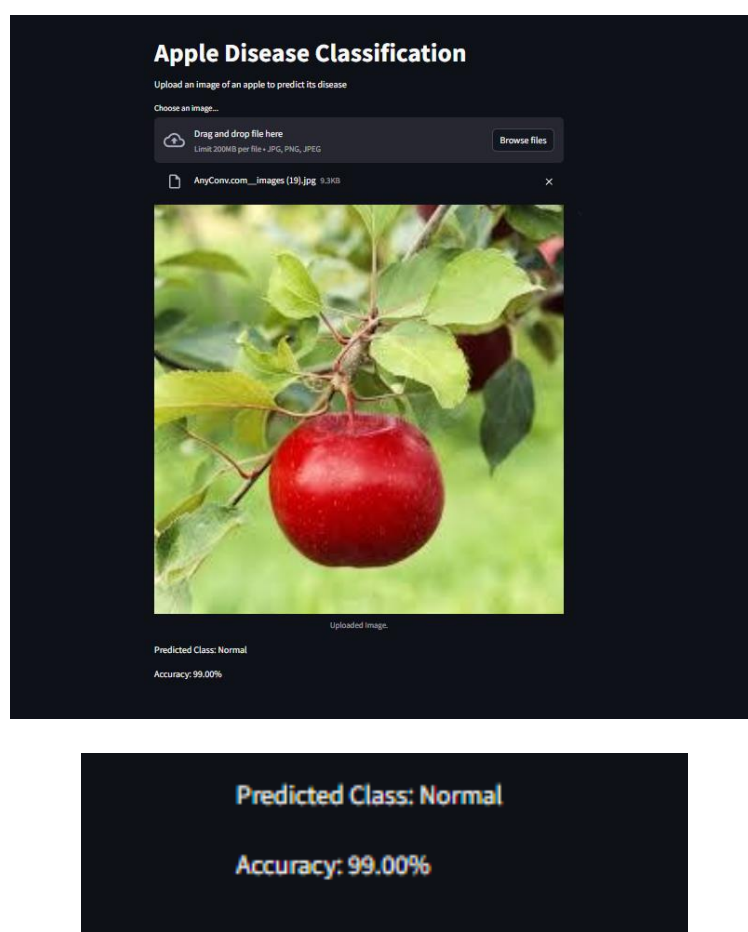 Apple Disease Classification
Upload an image of an apple to predict its disease
Choose an image...
Drag and drop file here
Limit 200MB per file • JPG, PNG, JPEG
Browse files
AnyConv.com__images (19).jpg 9.3KB
Uploaded Image.
Predicted Class: Normal
Accuracy: 99.00%
Predicted Class: Normal
Accuracy: 99.00%